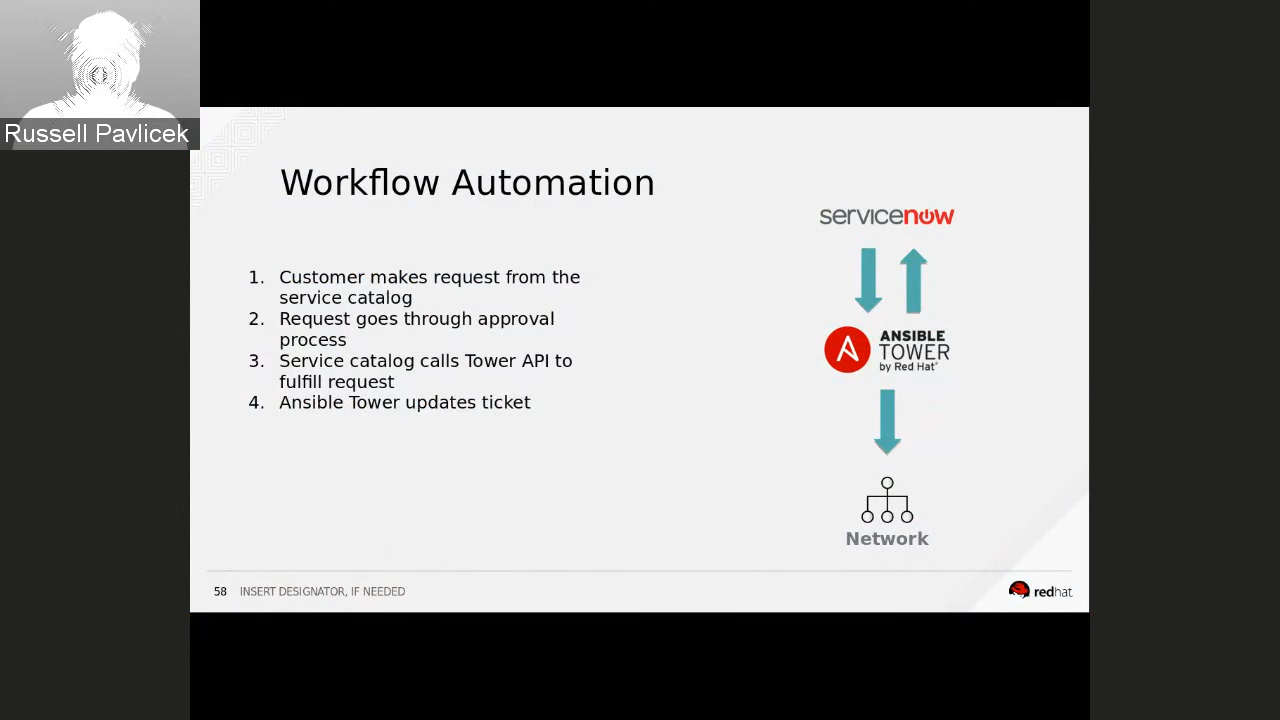 Russell Pavlicek
Workflow Automation
servicenow
1. Customer makes request from the
service catalog
2. Request goes through approval
process
3. Service catalog calls Tower API to
fulfill request
4. Ansible Tower updates ticket
ANSIBLE
TOWER
by Red Hat®
Network
58 INSERT DESIGNATOR, IF NEEDED
redhat